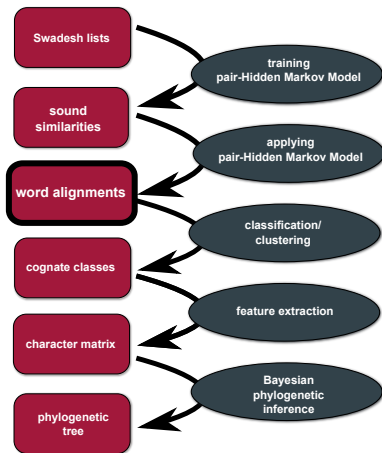 Swadesh lists
training
pair-Hidden Markov Model
sound
similarities
applying
pair-Hidden Markov Model
word alignments
classification/
clustering
cognate classes
feature extraction
character matrix
Bayesian
phylogenetic
inference
phylogenetic
tree